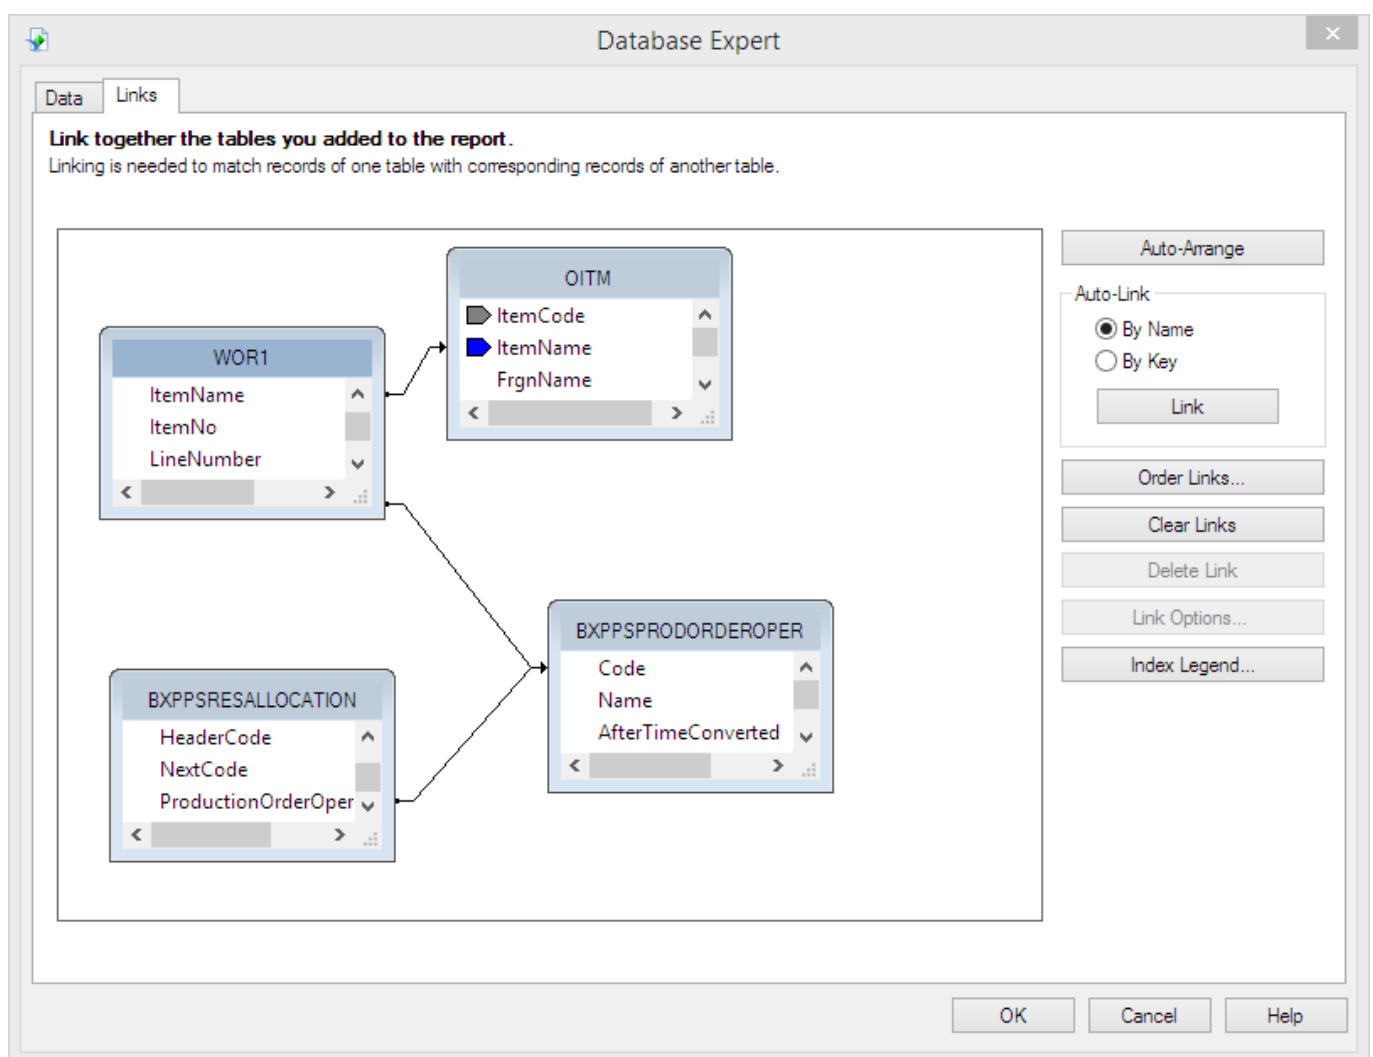 Database Expert
Data
Links
Link together the tables you added to the report.
Linking is needed to match records of one table with corresponding records of another table.
OITM
ItemCode
ItemName
FrgnName
WOR1
ItemName
ItemNo
LineNumber
BXPPSPRODORDEROPER
Code
Name
AfterTimeConverted
BXPPSRESALLOCATION
HeaderCode
NextCode
ProductionOrderOper
Auto-Arrange
Auto-Link
By Name
By Key
Link
Order Links...
Clear Links
Delete Link
Link Options...
Index Legend...
OK
Cancel
Help